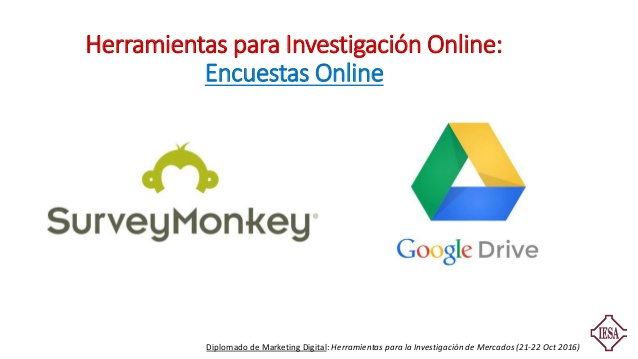 Herramientas para Investigación Online:
Encuestas Online
SurveyMonkey®
Google Drive
IESA
Diplomado de Marketing Digital: Herramientas para la Investigación de Mercados (21-22 Oct 2016)